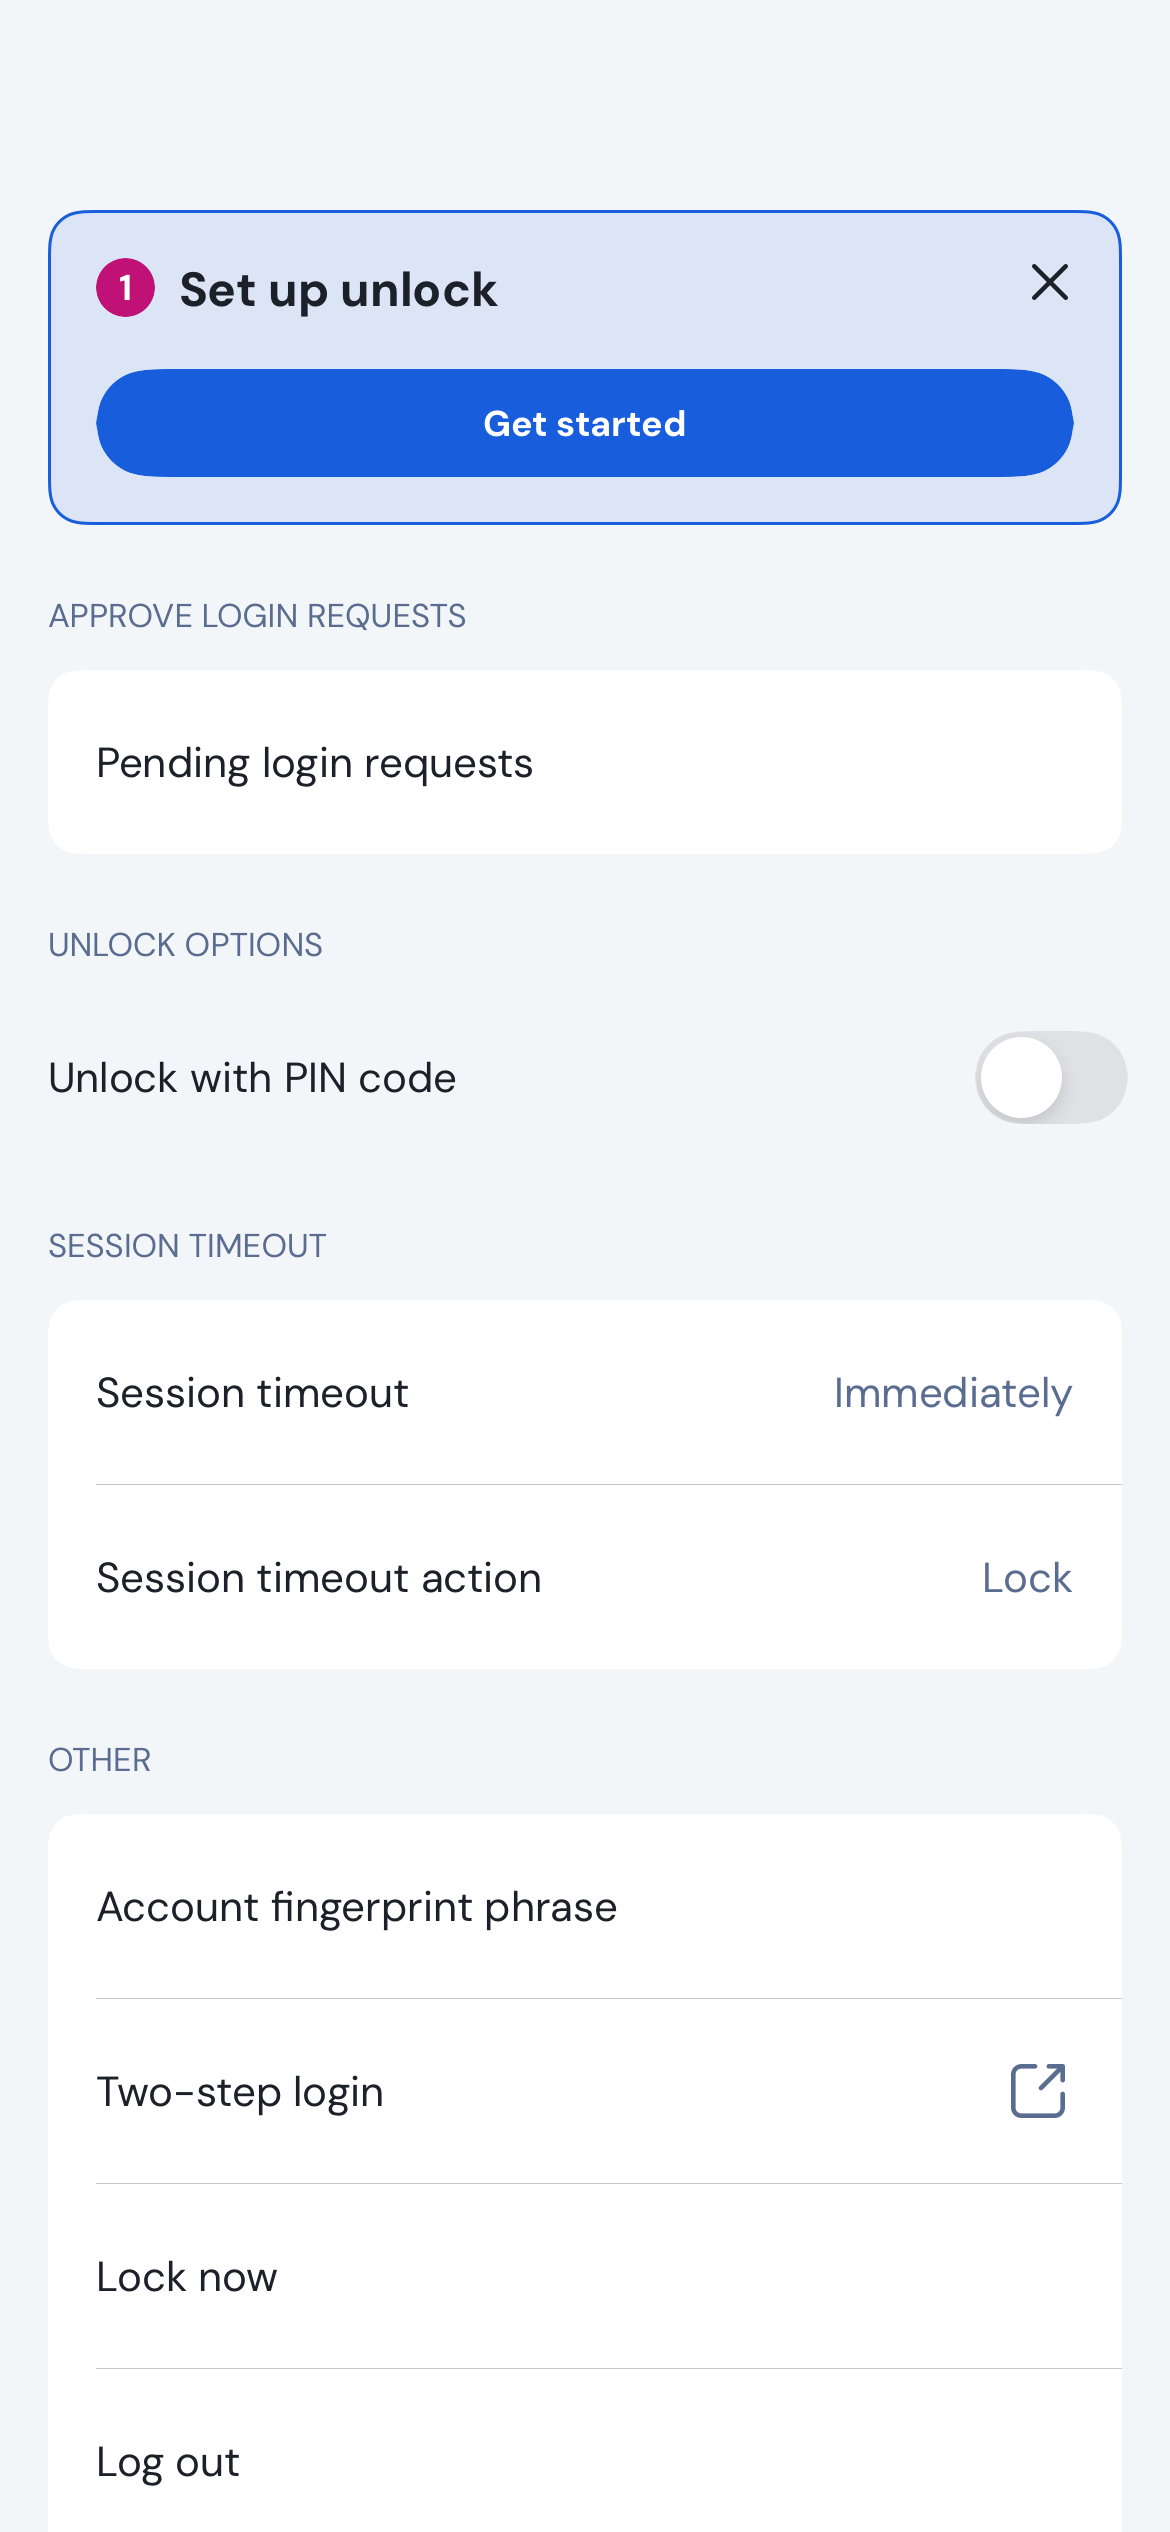 1 Set up unlock
Get started
APPROVE LOGIN REQUESTS
Pending login requests
UNLOCK OPTIONS
Unlock with PIN code
SESSION TIMEOUT
Session timeout Immediately
Session timeout action Lock
OTHER
Account fingerprint phrase
Two-step login
Lock now
Log out